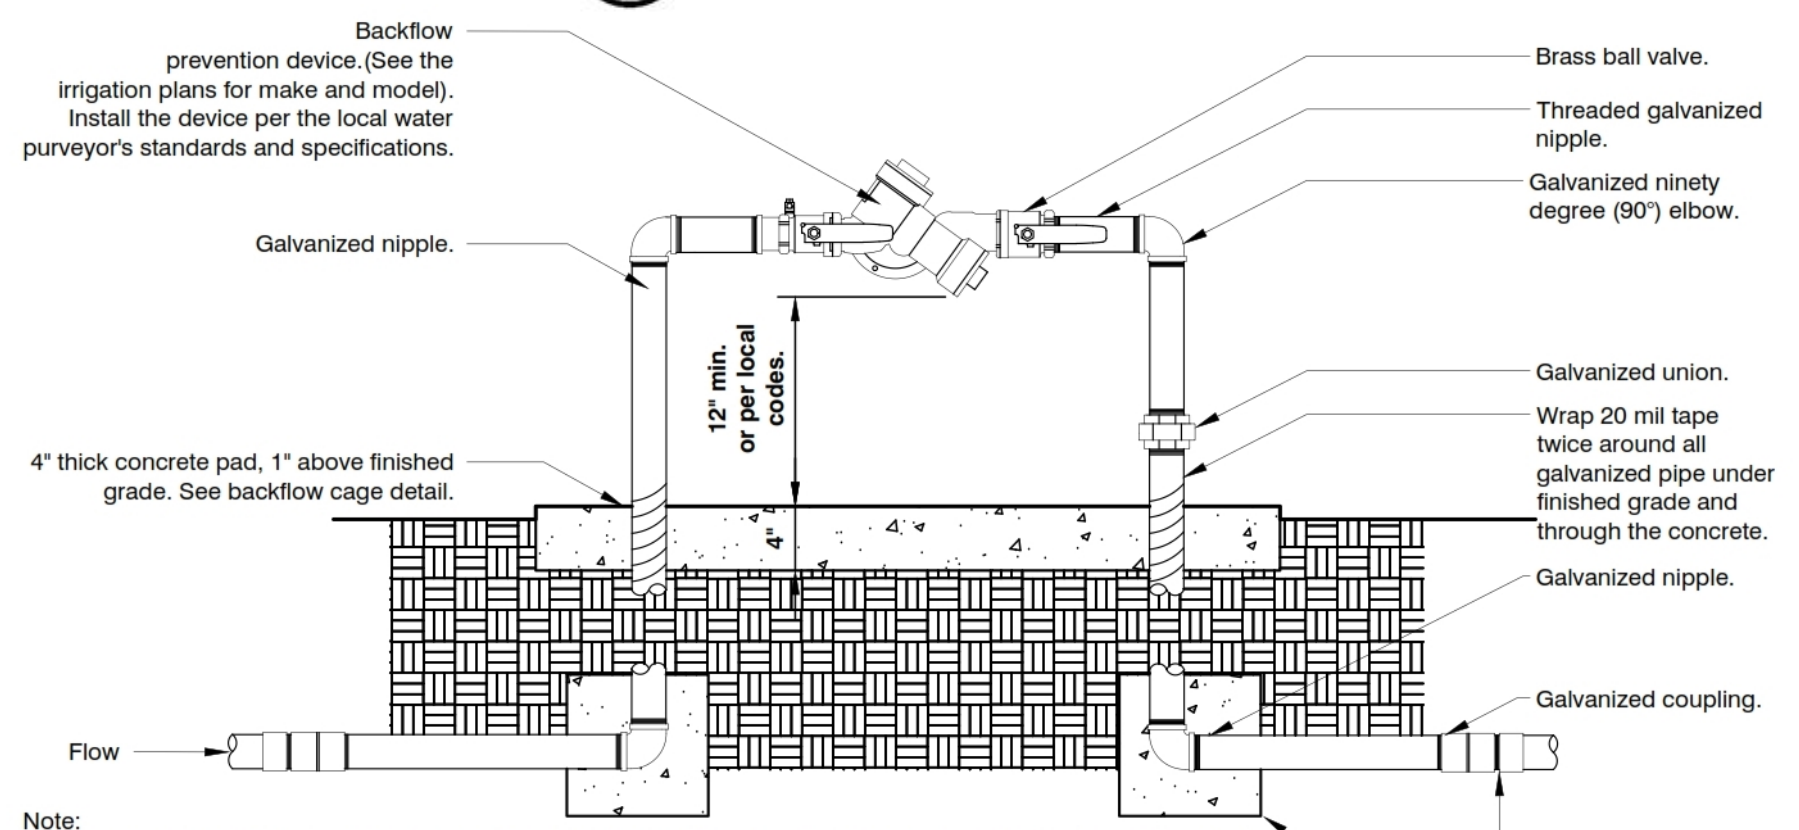 Backflow
prevention device.(See the
irrigation plans for make and model).
Install the device per the local water
purveyor's standards and specifications.
Galvanized nipple.
4" thick concrete pad, 1" above finished
grade. See backflow cage detail.
Flow
Note:
12" min.
or per local
codes.
4"
Brass ball valve.
Threaded galvanized
nipple.
Galvanized ninety
degree (90°) elbow.
Galvanized union.
Wrap 20 mil tape
twice around all
galvanized pipe under
finished grade and
through the concrete.
Galvanized nipple.
Galvanized coupling.